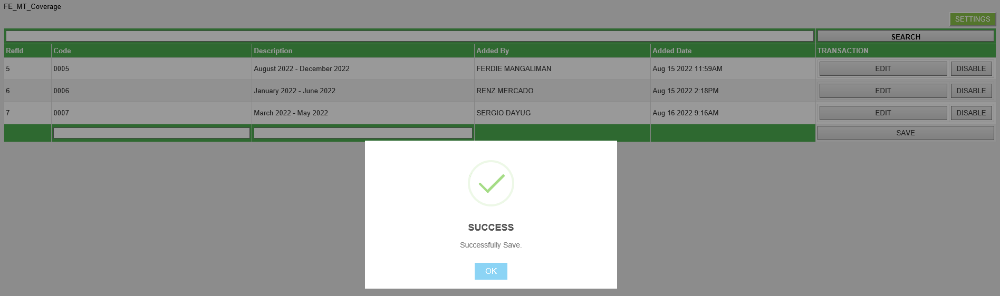 FE_MT_Coverage
SETTINGS
SEARCH
RefId Code Description Added By Added Date TRANSACTION
5 0005 August 2022 - December 2022 FERDIE MANGALIMAN Aug 15 2022 11:59AM EDIT DISABLE
6 0006 January 2022 - June 2022 RENZ MERCADO Aug 15 2022 2:18PM EDIT DISABLE
7 0007 March 2022 - May 2022 SERGIO DAYUG Aug 16 2022 9:16AM EDIT DISABLE
SAVE
SUCCESS
Successfully Save.
OK